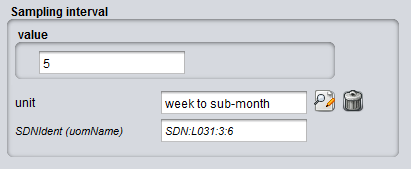 Sampling interval
value
5
unit week to sub-month
SDNIdent (uomName) SDN:L031:3:6